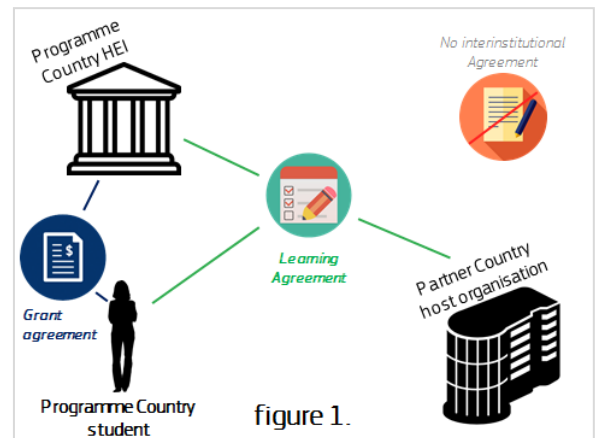 Programme
Country HEI
No interinstitutional
Agreement
$
Learning
Agreement
Partner Country
host organisation
Grant
agreement
Programme Country
student
figure 1.